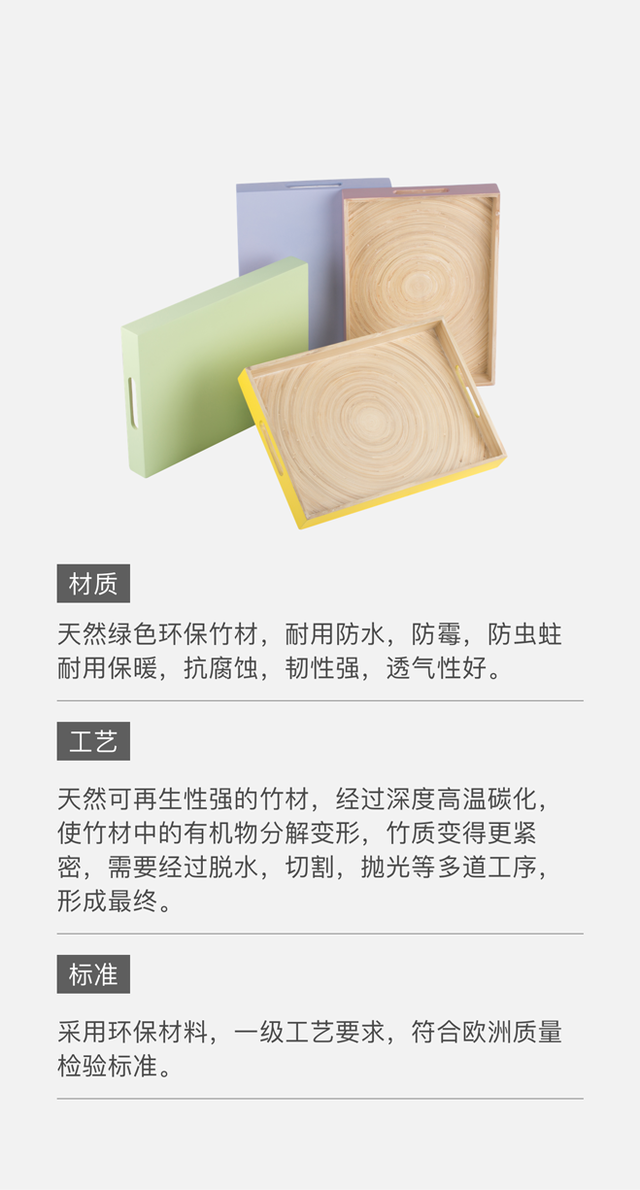 材质
天然绿色环保竹材，耐用防水，防霉，防虫蛀
耐用保暖，抗腐蚀，韧性强，透气性好。
工艺
天然可再生性强的竹材，经过深度高温碳化，
使竹材中的有机物分解变形，竹质变得更紧
密，需要经过脱水，切割，抛光等多道工序，
形成最终。
标准
采用环保材料，一级工艺要求，符合欧洲质量
检验标准。